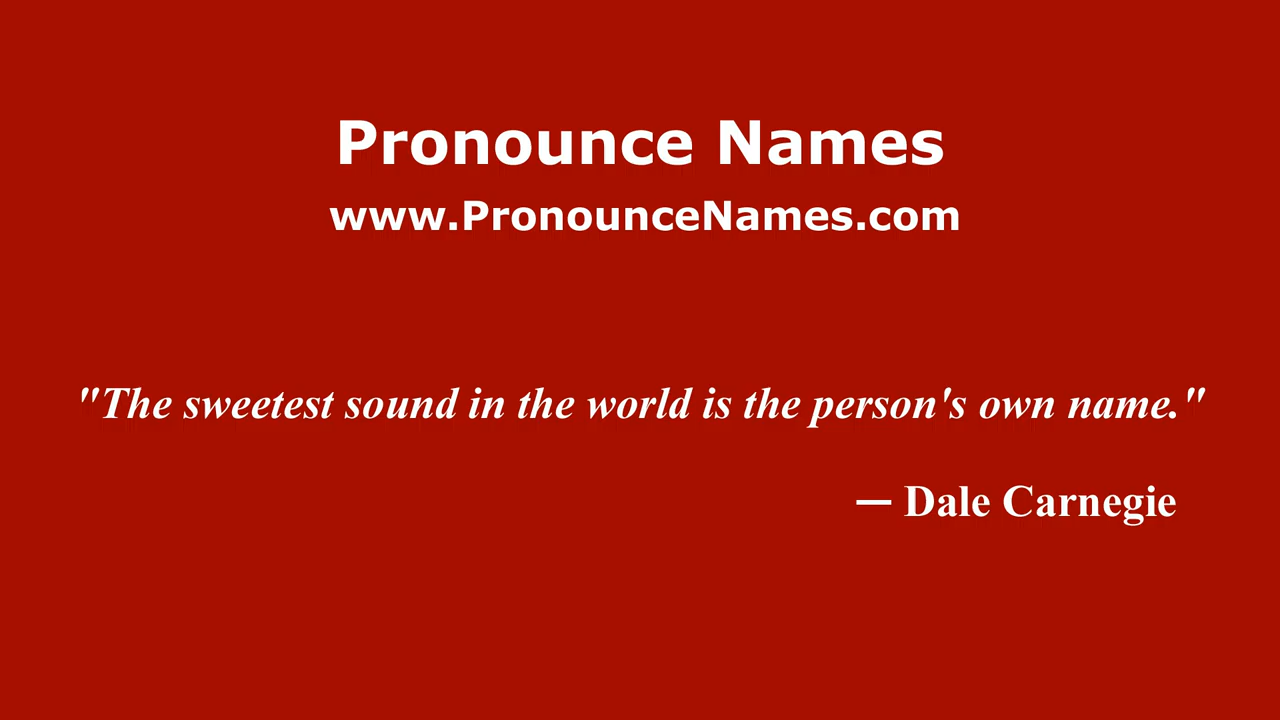 Pronounce Names
www.PronounceNames.com
"The sweetest sound in the world is the person's own name."
— Dale Carnegie